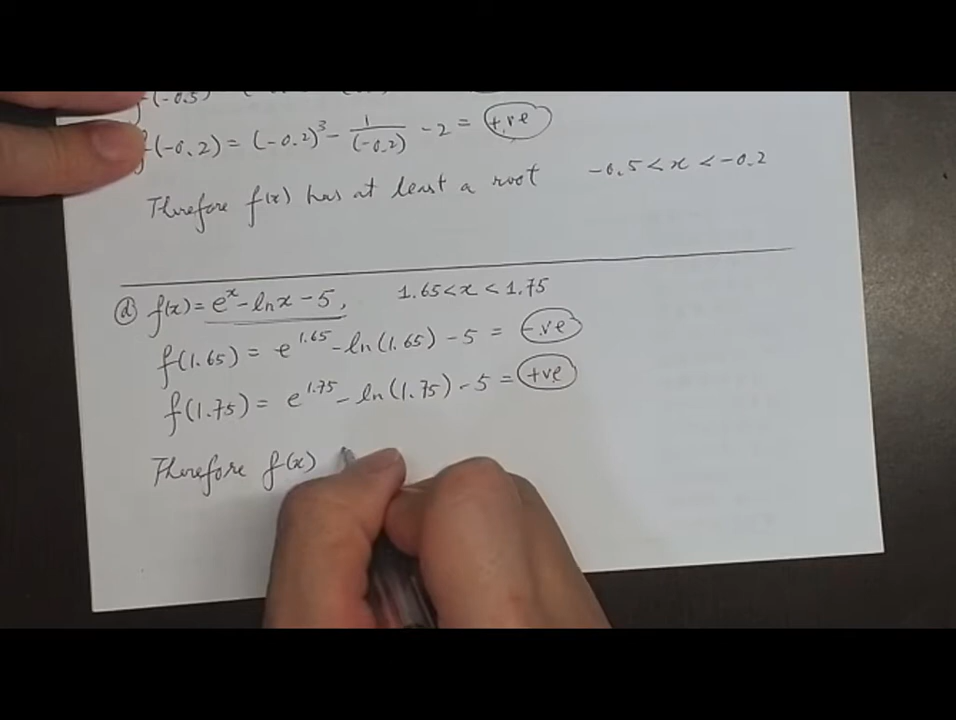 f(-0.5)
f(-0.2) = (-0.2)³ - 1/(-0.2) - 2 = +ve
Therefore f(x) has at least a root -0.5 < x < -0.2
(d) f(x) = eˣ - ln x - 5, 1.65 < x < 1.75
f(1.65) = e^1.65 - ln(1.65) - 5 = -ve
f(1.75) = e^1.75 - ln(1.75) - 5 = +ve
Therefore f(x)